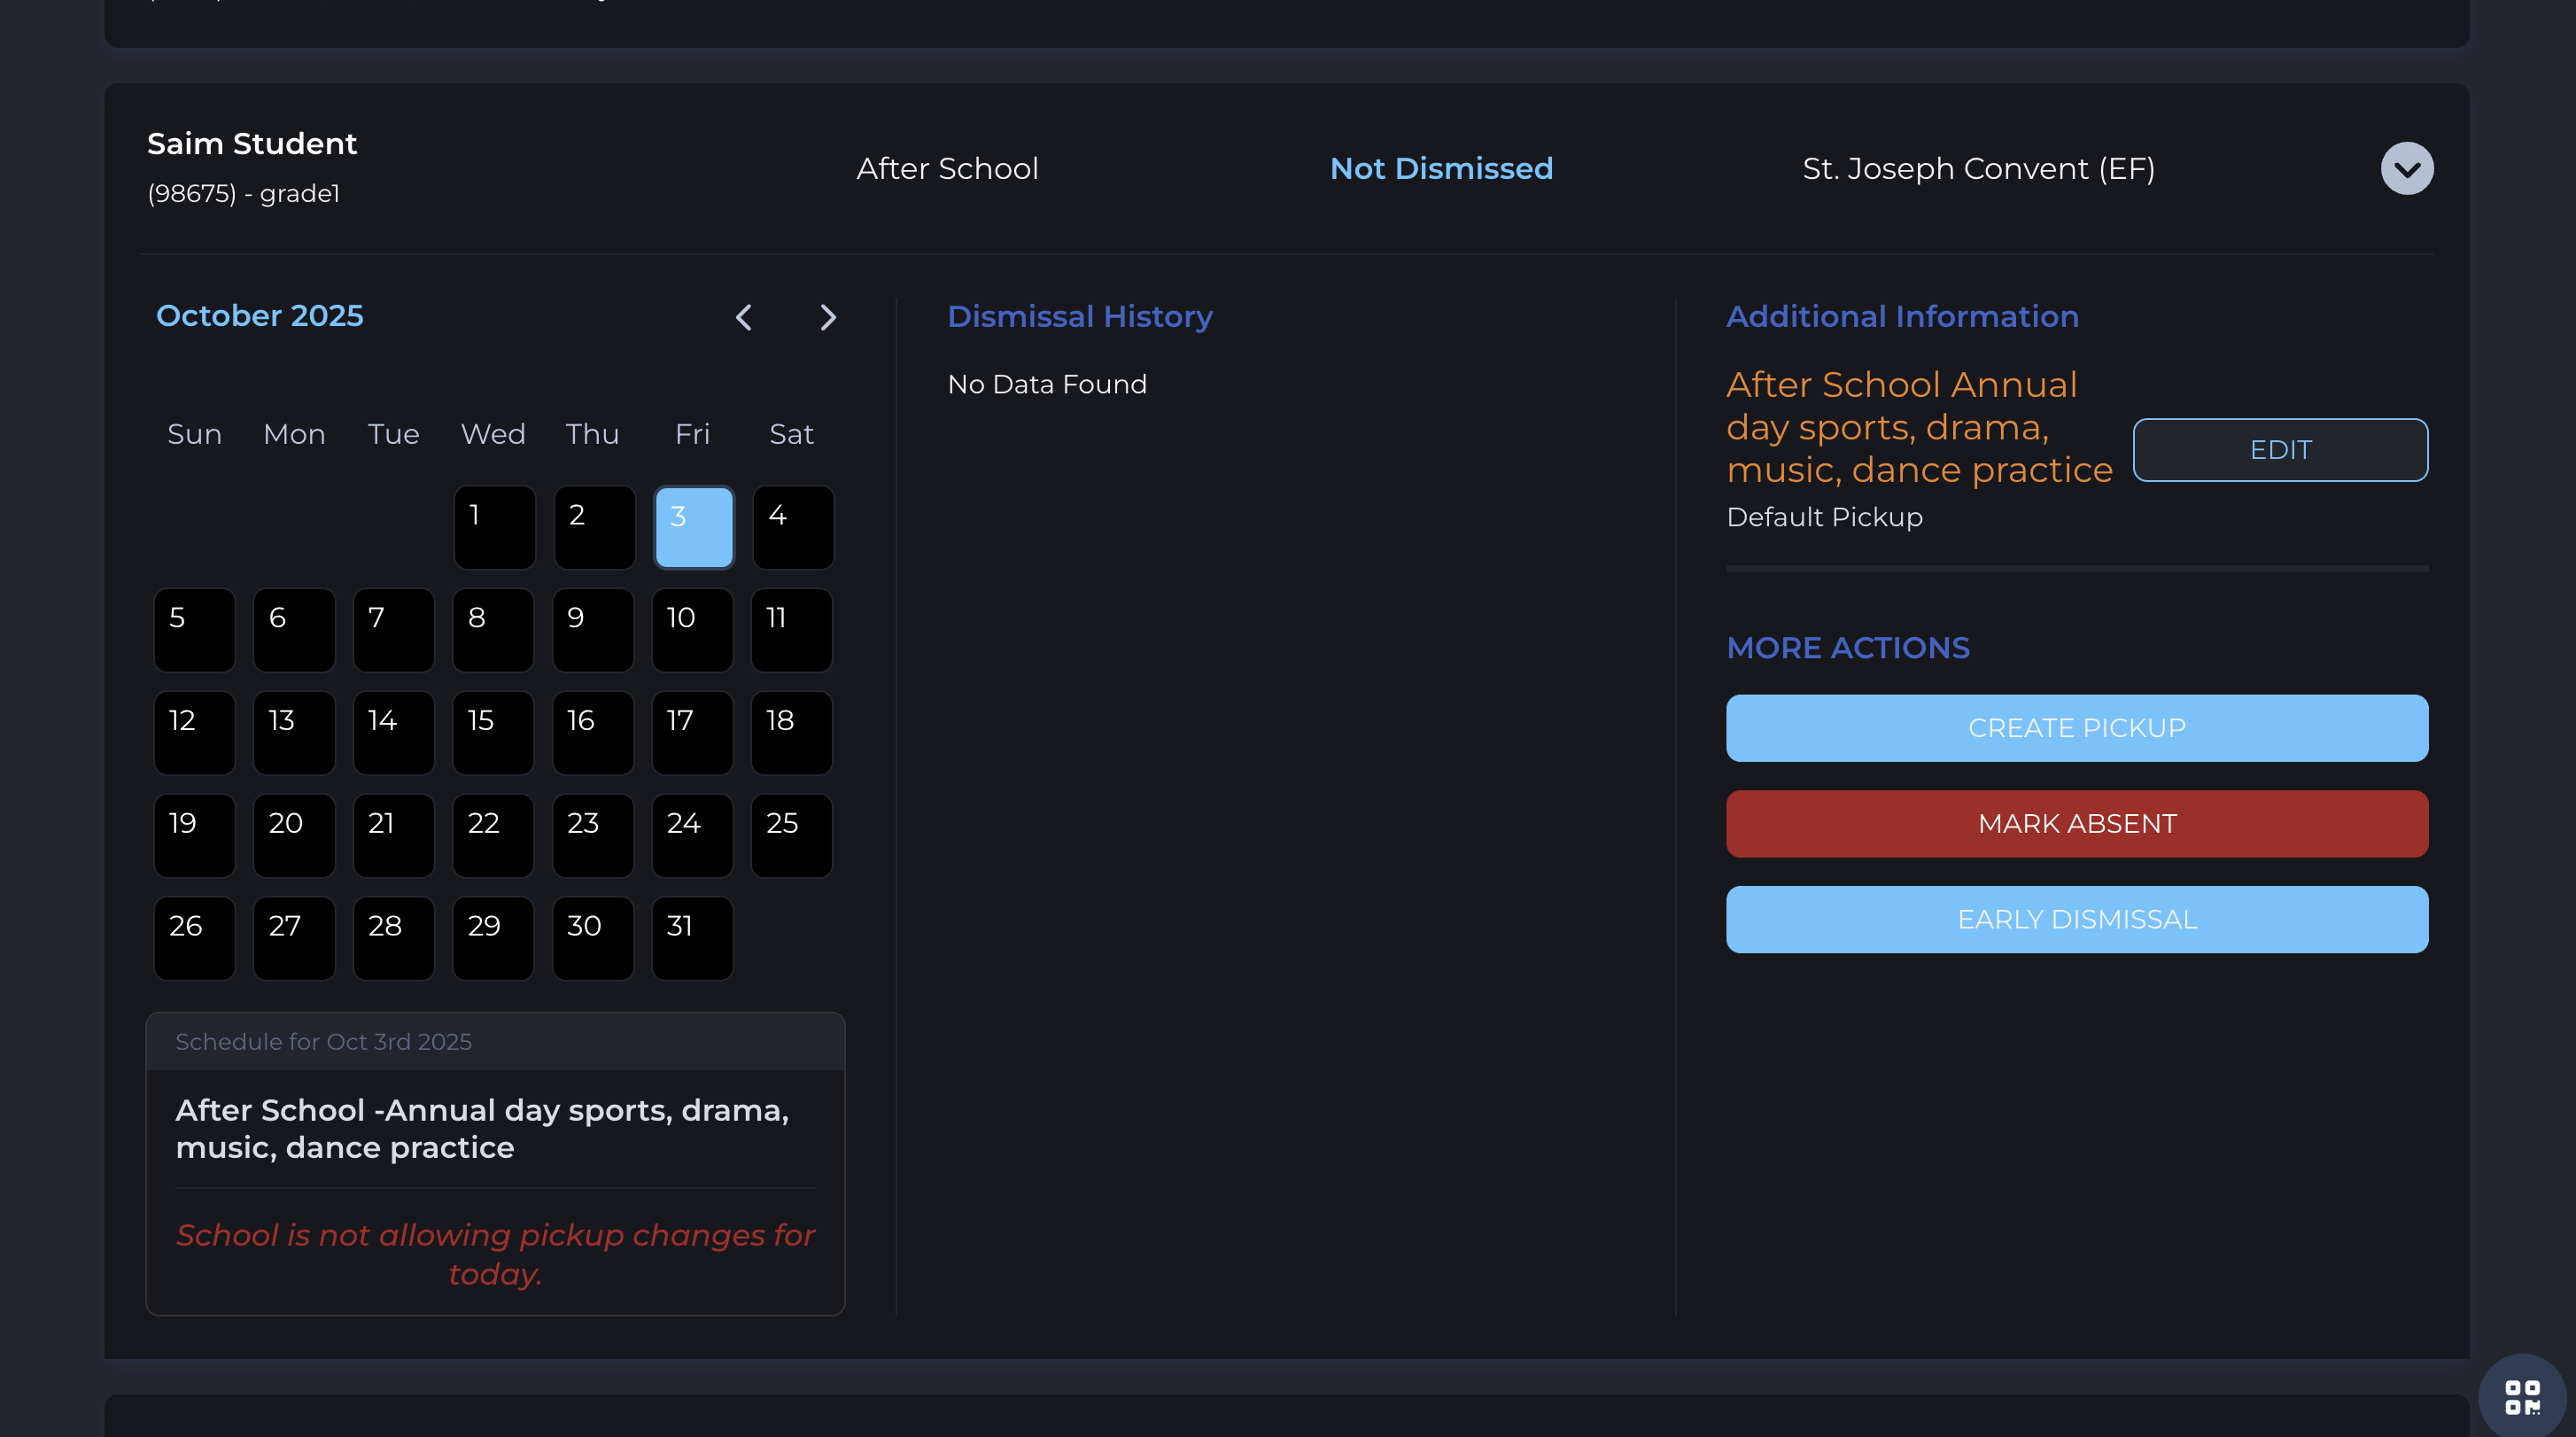 Saim Student
(98675) - grade1
After School
Not Dismissed
St. Joseph Convent (EF)
October 2025
Sun Mon Tue Wed Thu Fri Sat
1 2 3 4
5 6 7 8 9 10 11
12 13 14 15 16 17 18
19 20 21 22 23 24 25
26 27 28 29 30 31
Schedule for Oct 3rd 2025
After School -Annual day sports, drama,
music, dance practice
School is not allowing pickup changes for
today.
Dismissal History
No Data Found
Additional Information
After School Annual
day sports, drama,
music, dance practice
Default Pickup
EDIT
MORE ACTIONS
CREATE PICKUP
MARK ABSENT
EARLY DISMISSAL